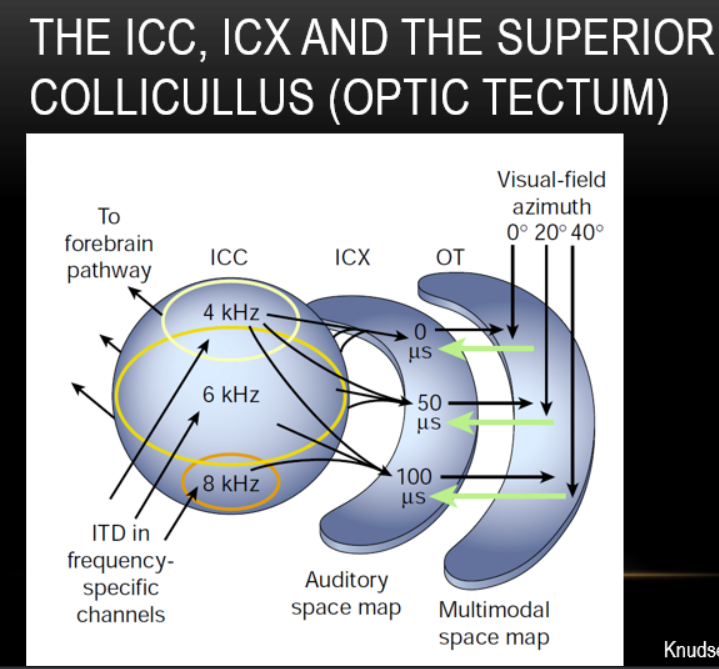 THE ICC, ICX AND THE SUPERIOR
COLLICULLUS (OPTIC TECTUM)
Visual-field
azimuth
0° 20° 40°
To
forebrain
pathway
ICC
ICX
OT
4 kHz
6 kHz
8 kHz
0
µs
50
µs
100
µs
ITD in
frequency-
specific
channels
Auditory
space map
Multimodal
space map